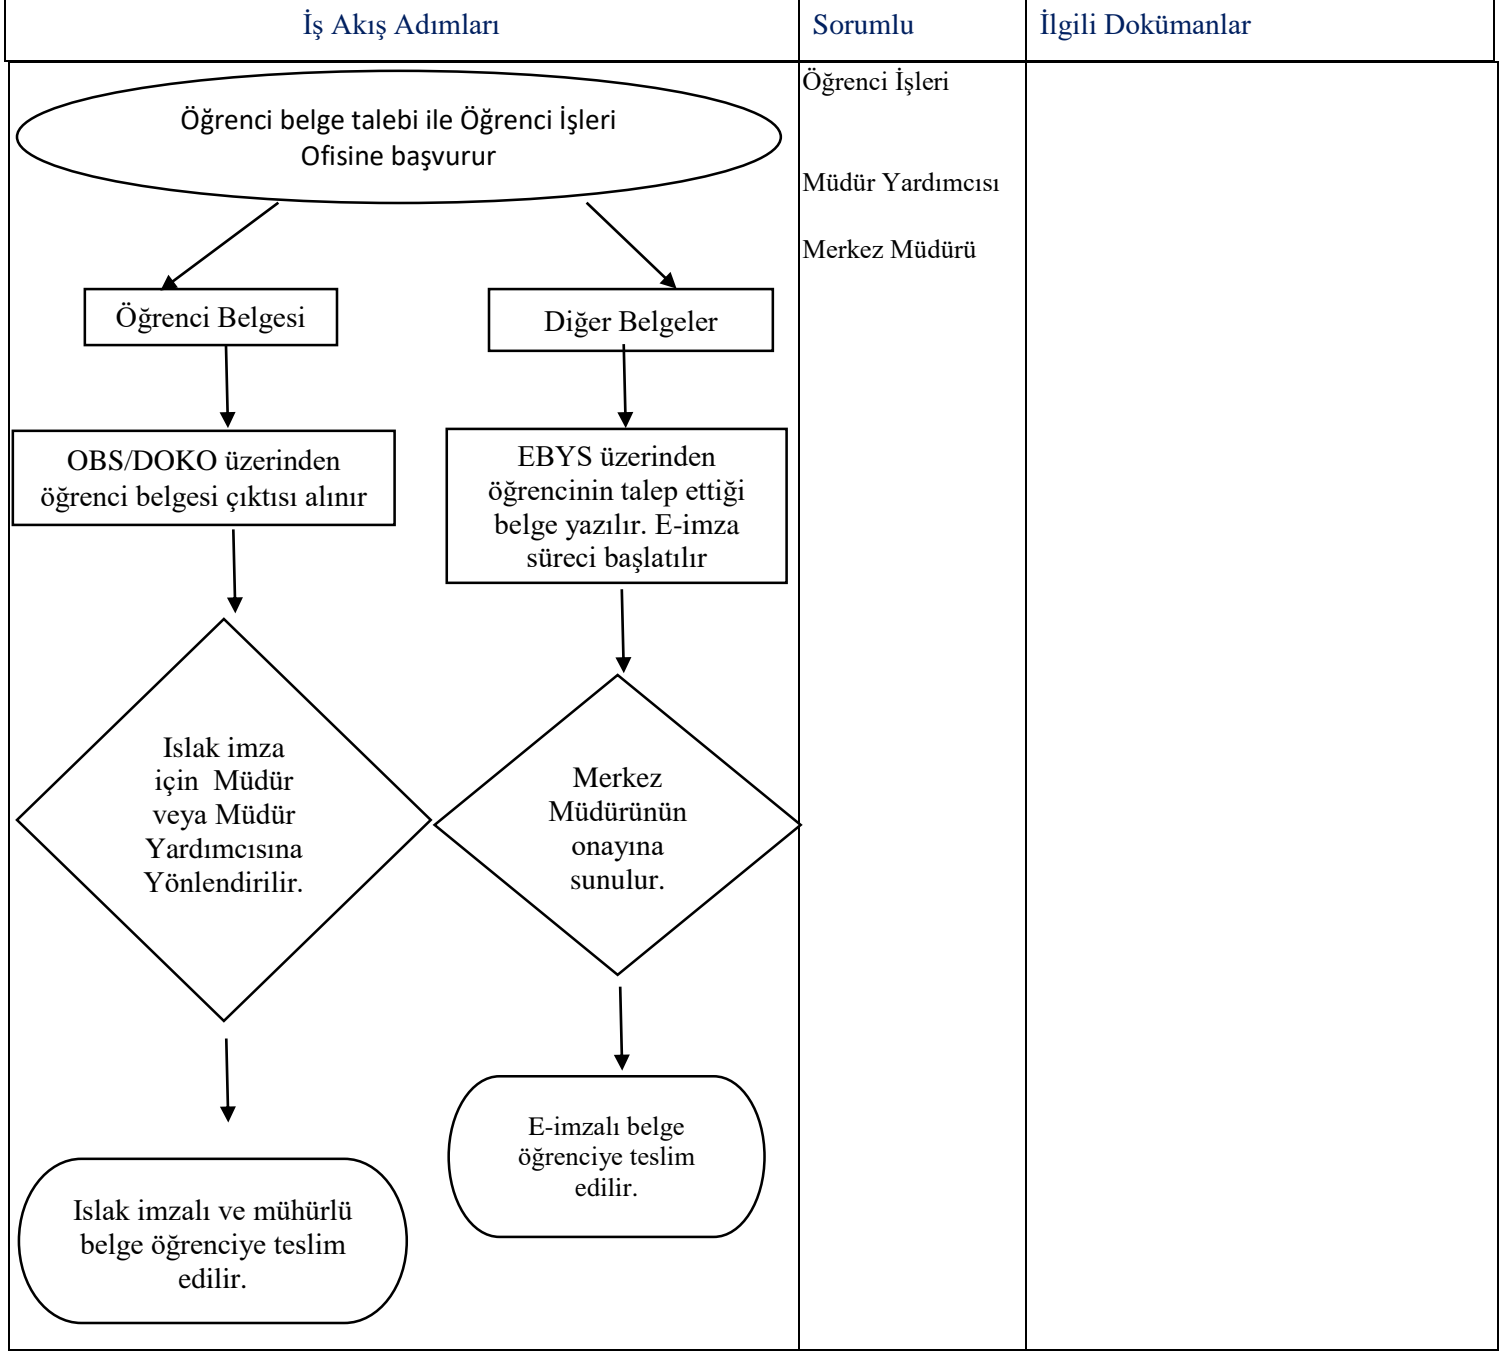 İş Akış Adımları
Sorumlu
İlgili Dokümanlar
Öğrenci belge talebi ile Öğrenci İşleri
Ofisine başvurur
Öğrenci Belgesi
OBS/DOKO üzerinden
öğrenci belgesi çıktısı alınır
Islak imza
için  Müdür
veya Müdür
Yardımcısına
Yönlendirilir.
Islak imzalı ve mühürlü
belge öğrenciye teslim
edilir.
Diğer Belgeler
EBYS üzerinden
öğrencinin talep ettiği
belge yazılır. E-imza
süreci başlatılır
Merkez
Müdürünün
onayına
sunulur.
E-imzalı belge
öğrenciye teslim
edilir.
Öğrenci İşleri
Müdür Yardımcısı
Merkez Müdürü